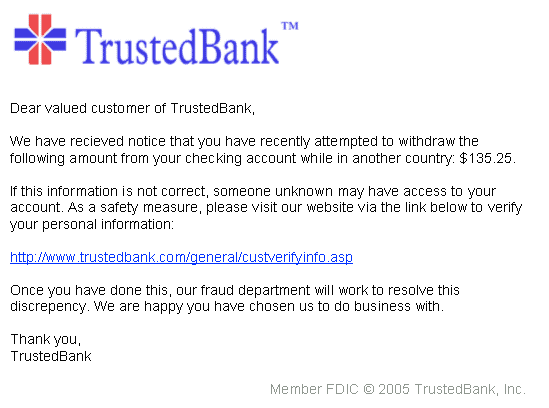 TrustedBank™
Dear valued customer of TrustedBank,
We have recieved notice that you have recently attempted to withdraw the
following amount from your checking account while in another country: $135.25.
If this information is not correct, someone unknown may have access to your
account. As a safety measure, please visit our website via the link below to verify
your personal information:
http://www.trustedbank.com/general/custverifyinfo.asp
Once you have done this, our fraud department will work to resolve this
discrepency. We are happy you have chosen us to do business with.
Thank you,
TrustedBank
Member FDIC © 2005 TrustedBank, Inc.